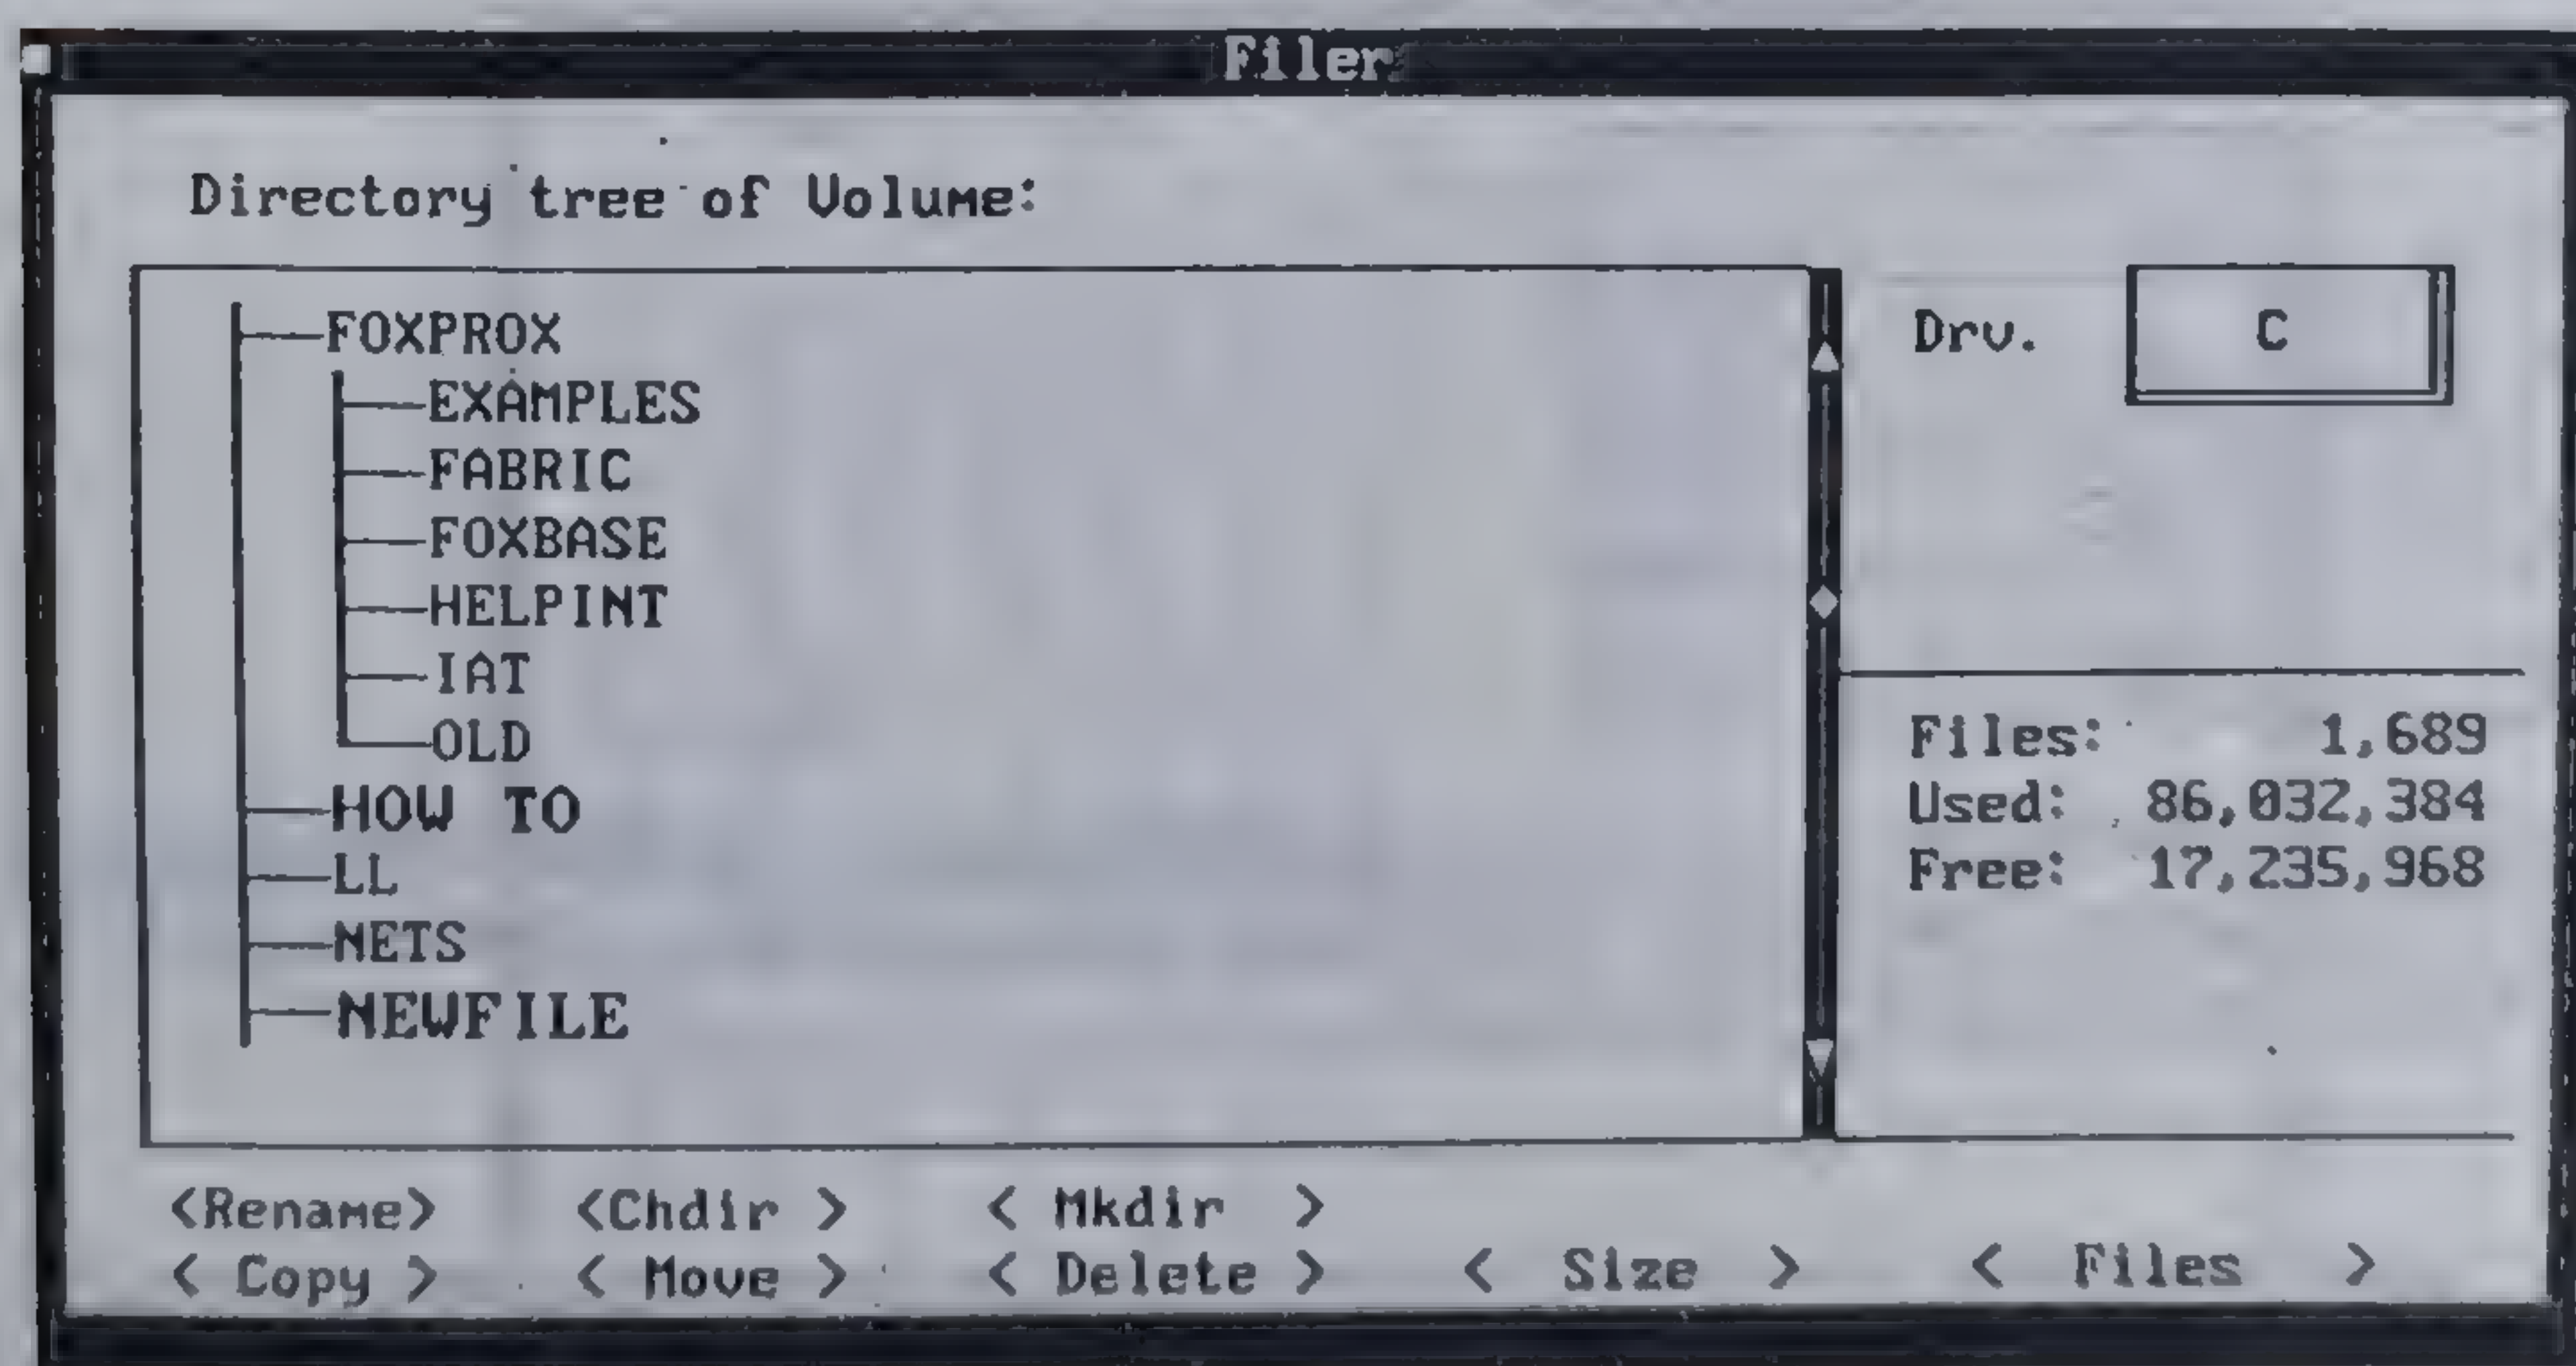 Filer
Directory tree of Volume:
FOXPROX
EXAMPLES
FABRIC
FOXBASE
HELPINT
IAT
OLD
HOW TO
LL
NETS
NEWFILE
Drv. C
Files: 1,689
Used: 86,032,384
Free: 17,235,968
<Rename> <Chdir > < Mkdir >
< Copy > < Move > < Delete > < Size > < Files >